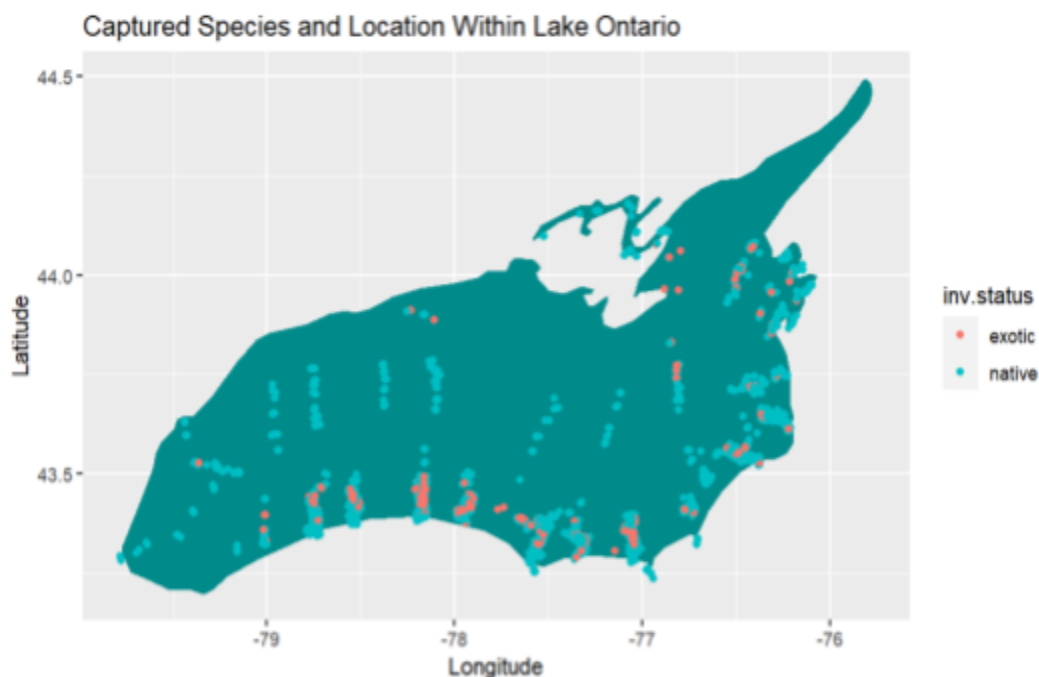 Captured Species and Location Within Lake Ontario
44.5
44.0
43.5
Latitude
-79
-78
-77
-76
Longitude
inv.status
exotic
native